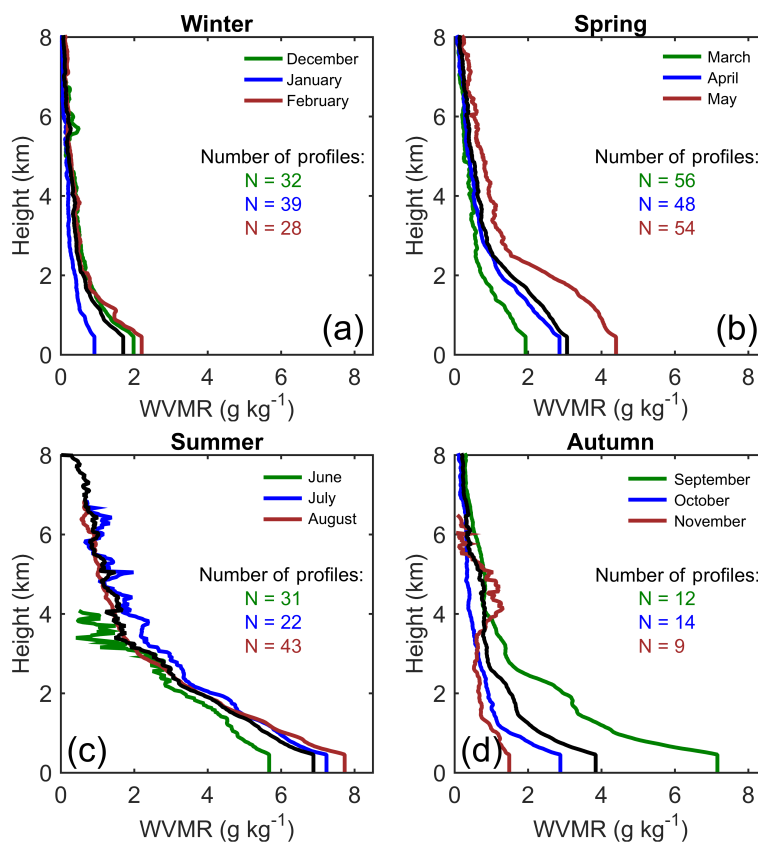 Winter
8
6
4
2
0
Height (km)
December
January
February
Number of profiles:
N = 32
N = 39
N = 28
(a)
0 2 4 6 8
WVMR (g kg⁻¹)
Spring
8
6
4
2
0
Height (km)
March
April
May
Number of profiles:
N = 56
N = 48
N = 54
(b)
0 2 4 6 8
WVMR (g kg⁻¹)
Summer
8
6
4
2
0
Height (km)
June
July
August
Number of profiles:
N = 31
N = 22
N = 43
(c)
0 2 4 6 8
WVMR (g kg⁻¹)
Autumn
8
6
4
2
0
Height (km)
September
October
November
Number of profiles:
N = 12
N = 14
N = 9
(d)
0 2 4 6 8
WVMR (g kg⁻¹)